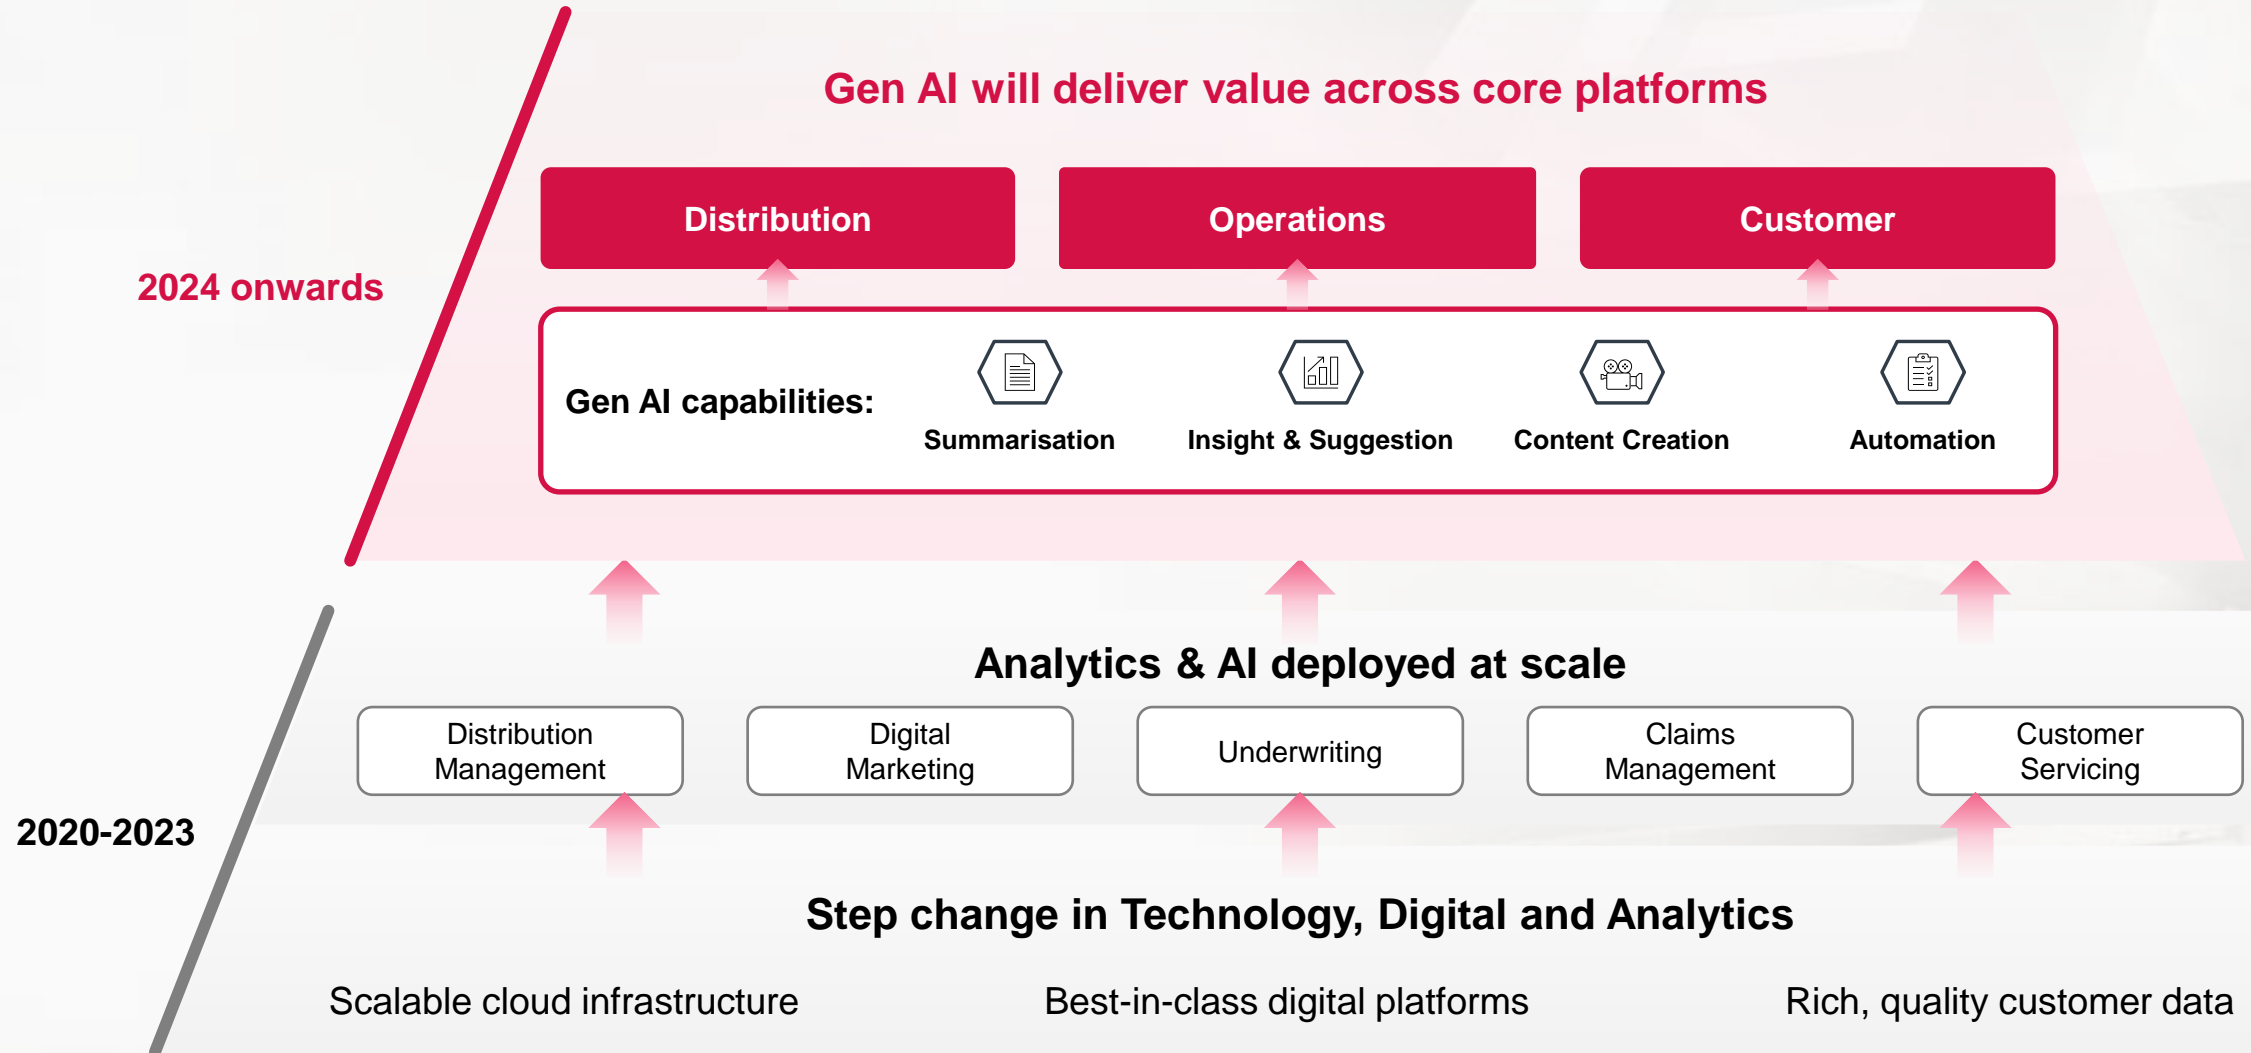 Gen AI will deliver value across core platforms
Distribution
Operations
Customer
2024 onwards
Gen AI capabilities:
Summarisation
Insight & Suggestion
Content Creation
Automation
Analytics & AI deployed at scale
Distribution
Management
Digital
Marketing
Underwriting
Claims
Management
Customer
Servicing
2020-2023
Step change in Technology, Digital and Analytics
Scalable cloud infrastructure
Best-in-class digital platforms
Rich, quality customer data